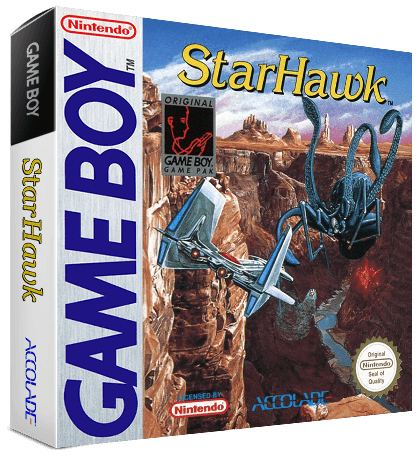 GAME BOY
StarHawk
ACCOLADE
Nintendo
GAME BOY
TM
StarHawk
TM
ORIGINAL
GAME BOY
GAME PAK
LICENSED BY
Nintendo
ACCOLADE
Original
Nintendo
Seal of
Quality